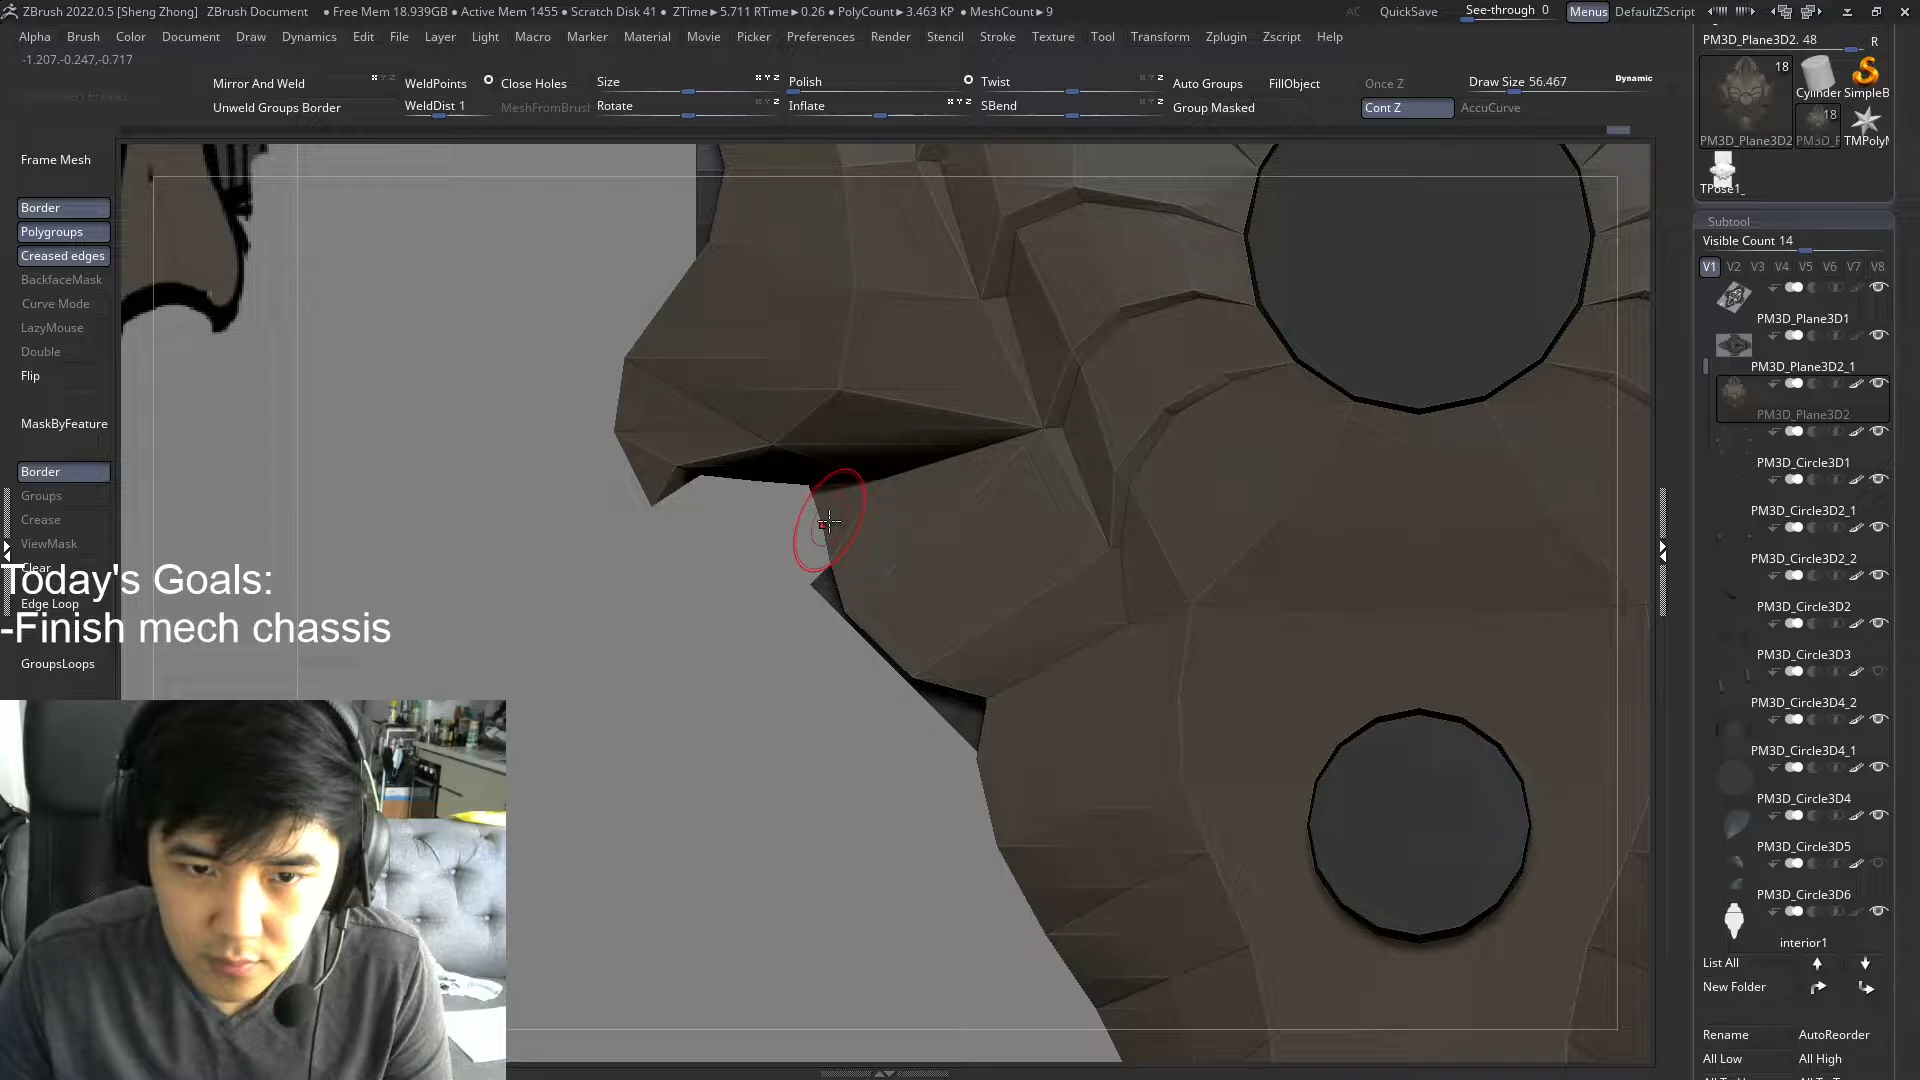 ZBrush 2022.0.5 [Sheng Zhong] ZBrush Document ● Free Mem 18.939GB ● Active Mem 1455 ● Scratch Disk 41 ● ZTime►5.711 RTime►0.26 ● PolyCount►3.463 KP ● MeshCount►9 AC QuickSave See-through 0 Menus DefaultZScript
Alpha Brush Color Document Draw Dynamics Edit File Layer Light Macro Marker Material Movie Picker Preferences Render Stencil Stroke Texture Tool Transform Zplugin Zscript Help
-1.207,-0.247,-0.717
Mirror And Weld WeldPoints Close Holes Size Polish Twist Auto Groups FillObject Once Z Draw Size 56.467 Dynamic
Unweld Groups Border WeldDist 1 MeshFromBrush Rotate Inflate SBend Group Masked Cont Z AccuCurve
Frame Mesh
Border
Polygroups
Creased edges
BackfaceMask
Curve Mode
LazyMouse
Double
Flip
MaskByFeature
Border
Groups
Crease
ViewMask
Clear
Today's Goals:
Edge Loop
-Finish mech chassis
GroupsLoops
PM3D_Plane3D2. 48 R
18
Cylinder SimpleB
18
PM3D_Plane3D2 PM3D_P TMPolyM
TPose1_
Subtool
Visible Count 14
V1 V2 V3 V4 V5 V6 V7 V8
PM3D_Plane3D1
PM3D_Plane3D2_1
PM3D_Plane3D2
PM3D_Circle3D1
PM3D_Circle3D2_1
PM3D_Circle3D2_2
PM3D_Circle3D2
PM3D_Circle3D3
PM3D_Circle3D4_2
PM3D_Circle3D4_1
PM3D_Circle3D4
PM3D_Circle3D5
PM3D_Circle3D6
interior1
List All
New Folder
Rename AutoReorder
All Low All High